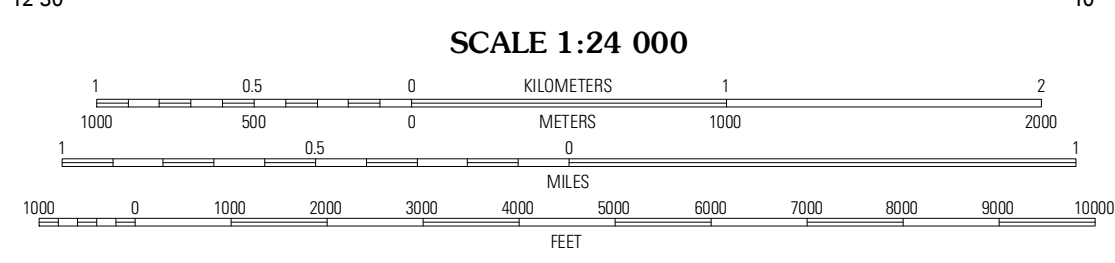 12'30" 10'
SCALE 1:24 000
1 0.5 0 KILOMETERS 1 2
1000 500 0 METERS 1000 2000
1 0.5 0 1
MILES
1000 0 1000 2000 3000 4000 5000 6000 7000 8000 9000 10000
FEET